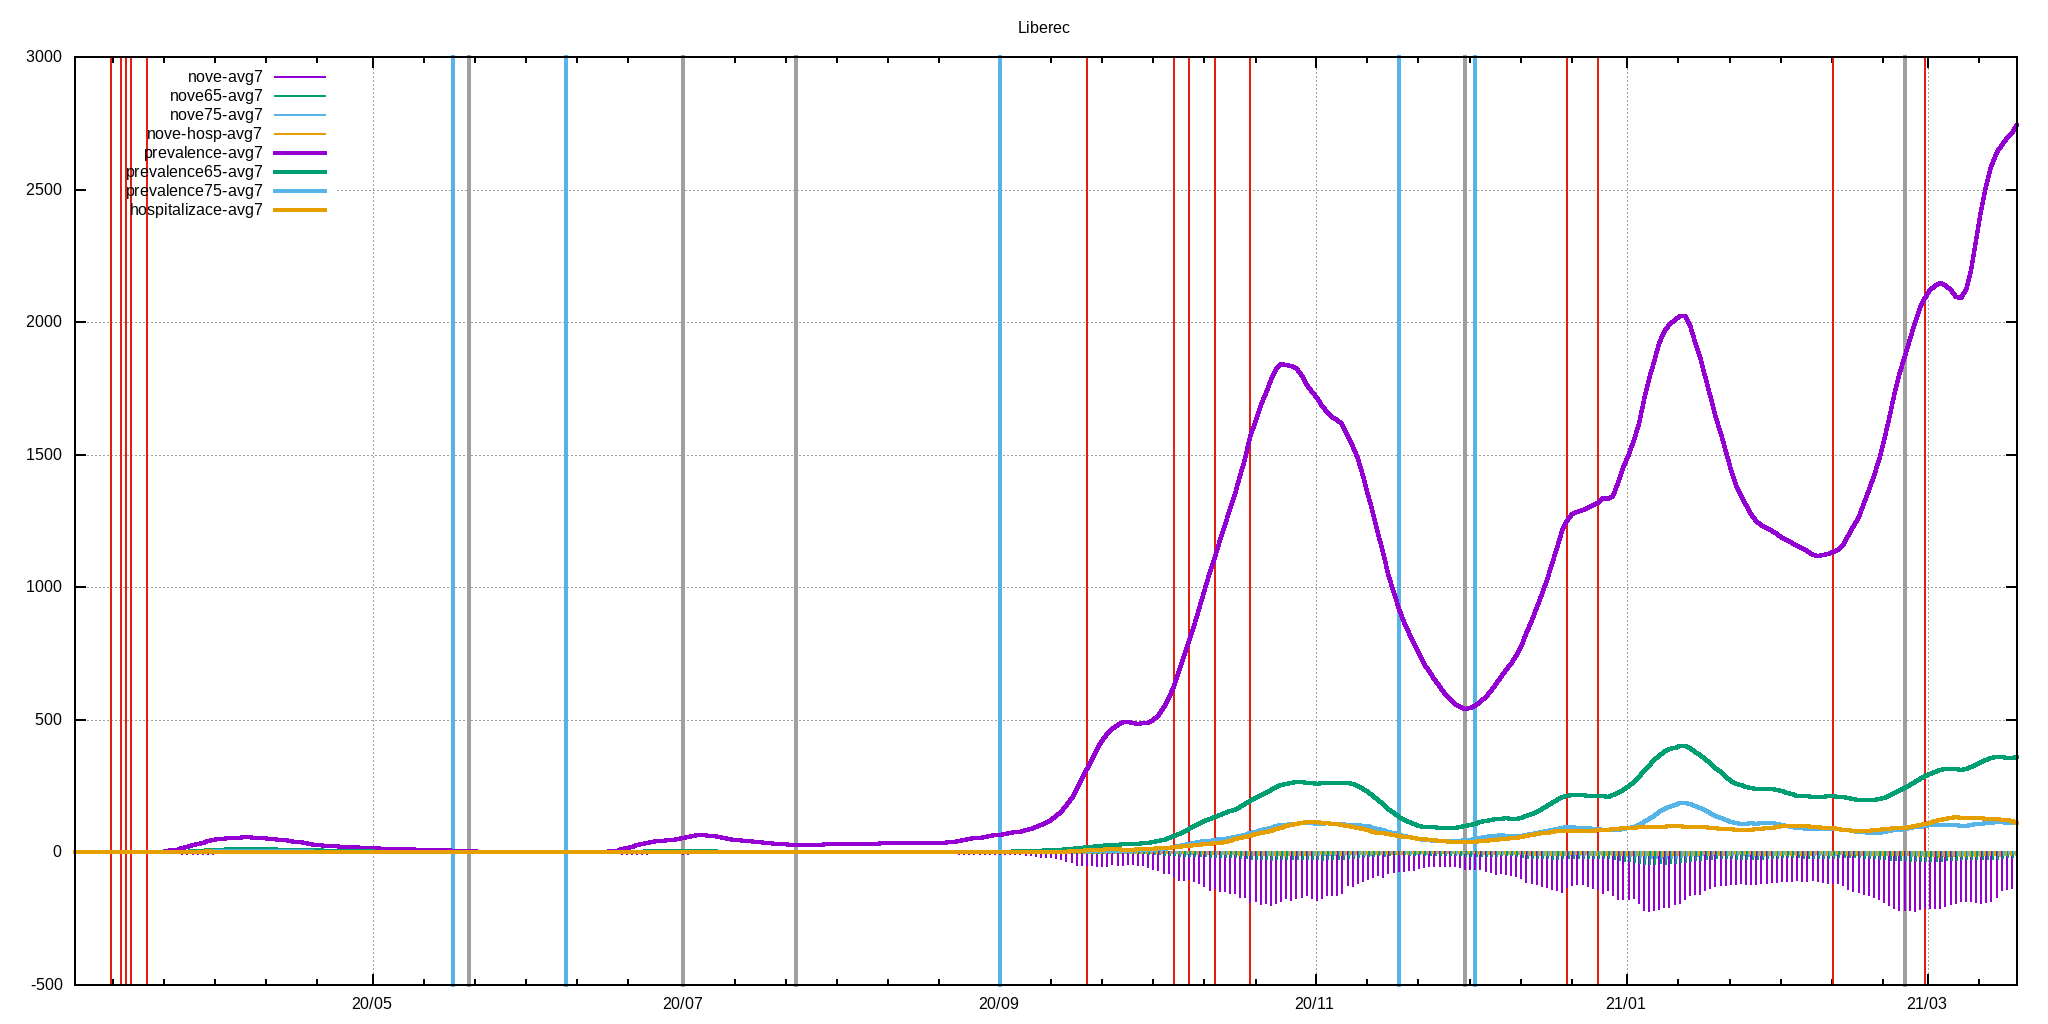 Liberec
3000
2500
2000
1500
1000
500
0
-500
nove-avg7
nove65-avg7
nove75-avg7
nove-hosp-avg7
prevalence-avg7
prevalence65-avg7
prevalence75-avg7
hospitalizace-avg7
20/05
20/07
20/09
20/11
21/01
21/03